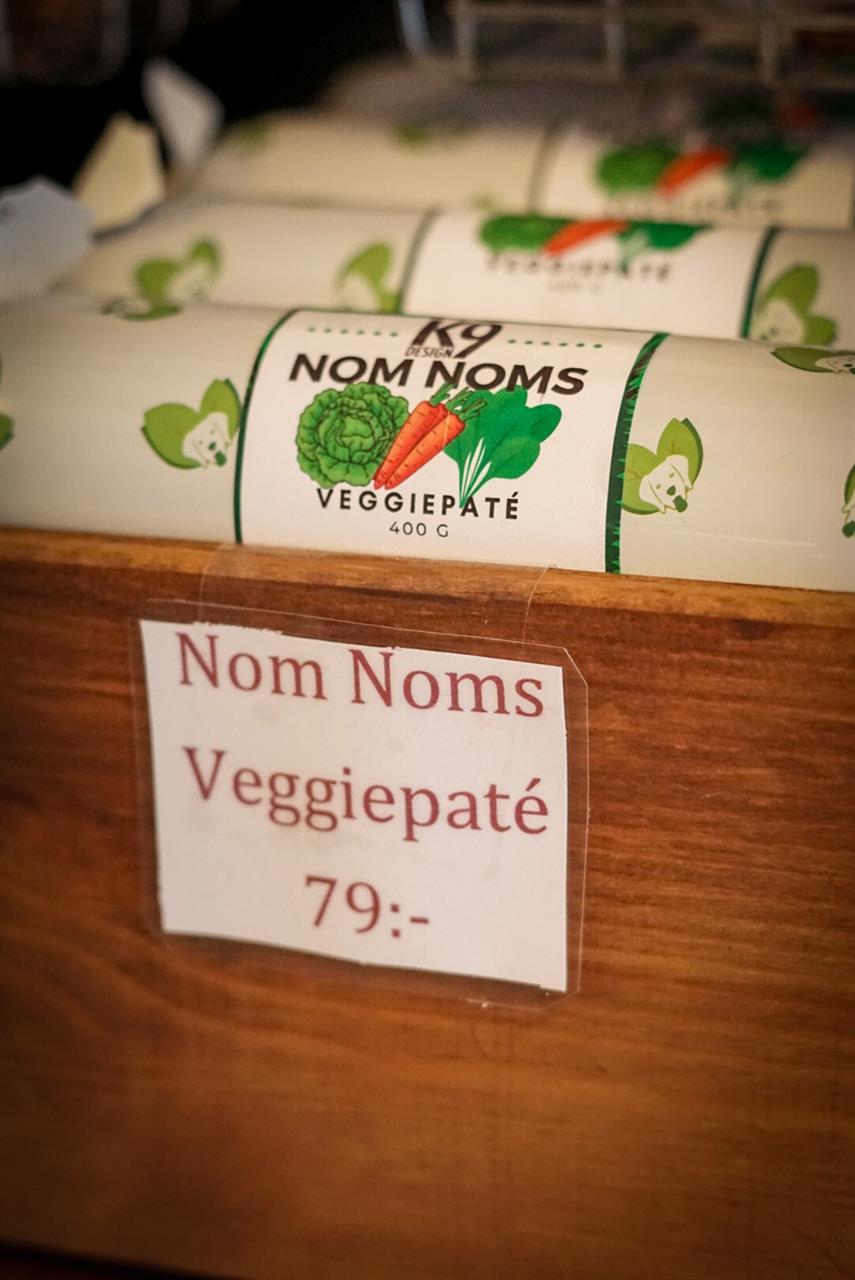 VEGGIEPATÉ
K9
DESIGN
NOM NOMS
VEGGIEPATÉ
400 G
Nom Noms
Veggiepaté
79:-